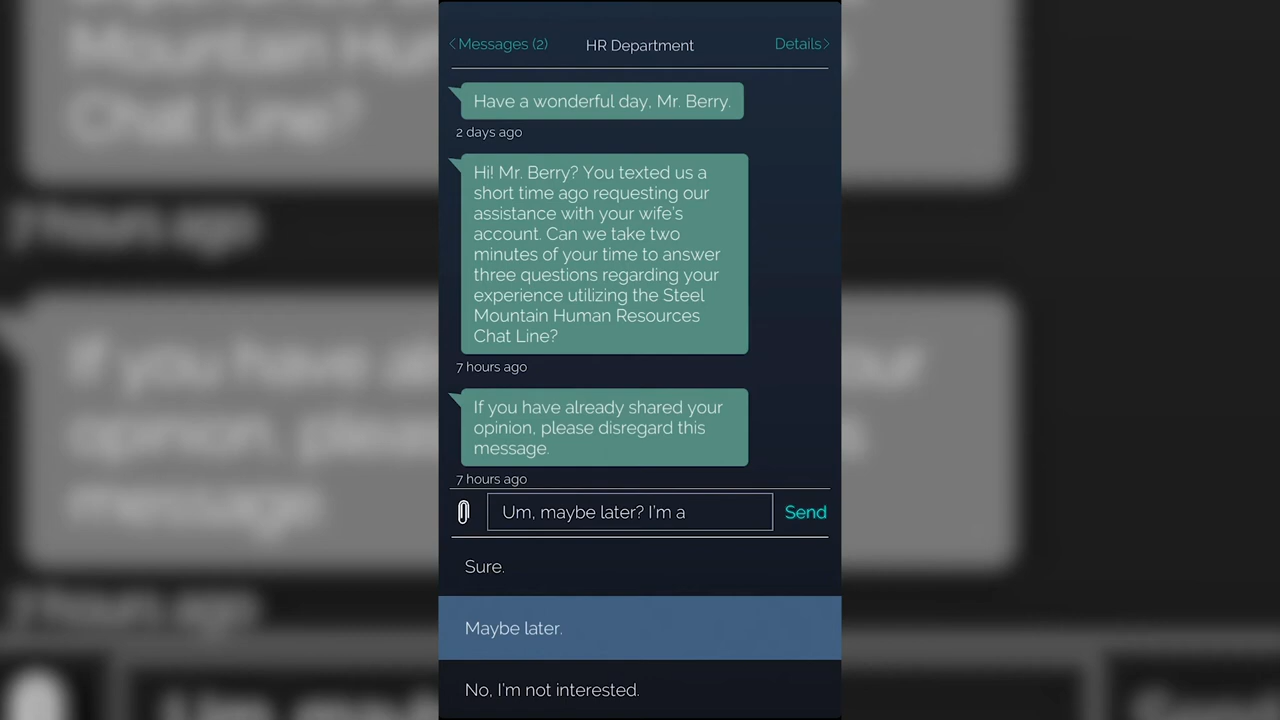 Messages (2)
HR Department
Details
Have a wonderful day, Mr. Berry.
2 days ago
Hi! Mr. Berry? You texted us a
short time ago requesting our
assistance with your wife's
account. Can we take two
minutes of your time to answer
three questions regarding your
experience utilizing the Steel
Mountain Human Resources
Chat Line?
7 hours ago
If you have already shared your
opinion, please disregard this
message.
7 hours ago
Um, maybe later? I'm a
Send
Sure.
Maybe later.
No, I'm not interested.